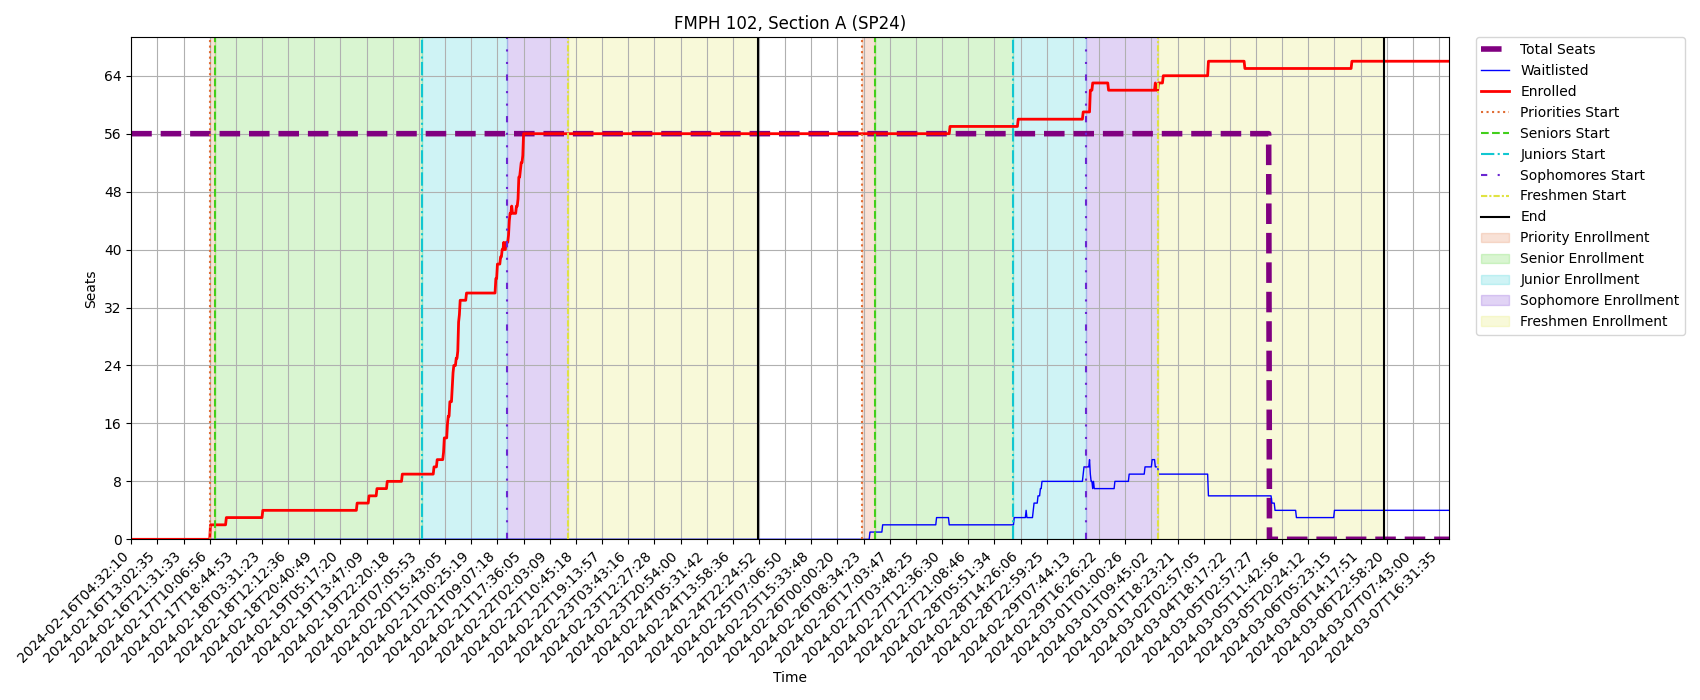 FMPH 102, Section A (SP24)
Seats
64
56
48
40
32
24
16
8
0
2024-02-16T04:32:10
2024-02-16T13:02:35
2024-02-16T21:31:33
2024-02-17T10:06:56
2024-02-17T18:44:53
2024-02-18T03:31:23
2024-02-18T12:12:36
2024-02-18T20:40:49
2024-02-19T05:17:20
2024-02-19T13:47:09
2024-02-19T22:20:18
2024-02-20T07:05:53
2024-02-20T15:43:05
2024-02-21T00:25:19
2024-02-21T09:07:18
2024-02-21T17:36:05
2024-02-22T02:03:09
2024-02-22T10:45:18
2024-02-22T19:13:57
2024-02-23T03:43:16
2024-02-23T12:27:28
2024-02-23T20:54:00
2024-02-24T05:31:42
2024-02-24T13:58:36
2024-02-24T22:24:52
2024-02-25T07:06:50
2024-02-25T15:33:48
2024-02-26T00:00:20
2024-02-26T08:34:23
2024-02-26T17:03:47
2024-02-27T03:48:25
2024-02-27T12:36:30
2024-02-27T21:08:46
2024-02-28T05:51:34
2024-02-28T14:26:06
2024-02-28T22:59:25
2024-02-29T07:44:13
2024-02-29T16:26:22
2024-03-01T01:00:26
2024-03-01T09:45:02
2024-03-01T18:23:21
2024-03-02T02:57:05
2024-03-04T18:17:22
2024-03-05T02:57:27
2024-03-05T11:42:56
2024-03-05T20:24:12
2024-03-06T05:23:15
2024-03-06T14:17:51
2024-03-06T22:58:20
2024-03-07T07:43:00
2024-03-07T16:31:35
Time
Total Seats
Waitlisted
Enrolled
Priorities Start
Seniors Start
Juniors Start
Sophomores Start
Freshmen Start
End
Priority Enrollment
Senior Enrollment
Junior Enrollment
Sophomore Enrollment
Freshmen Enrollment